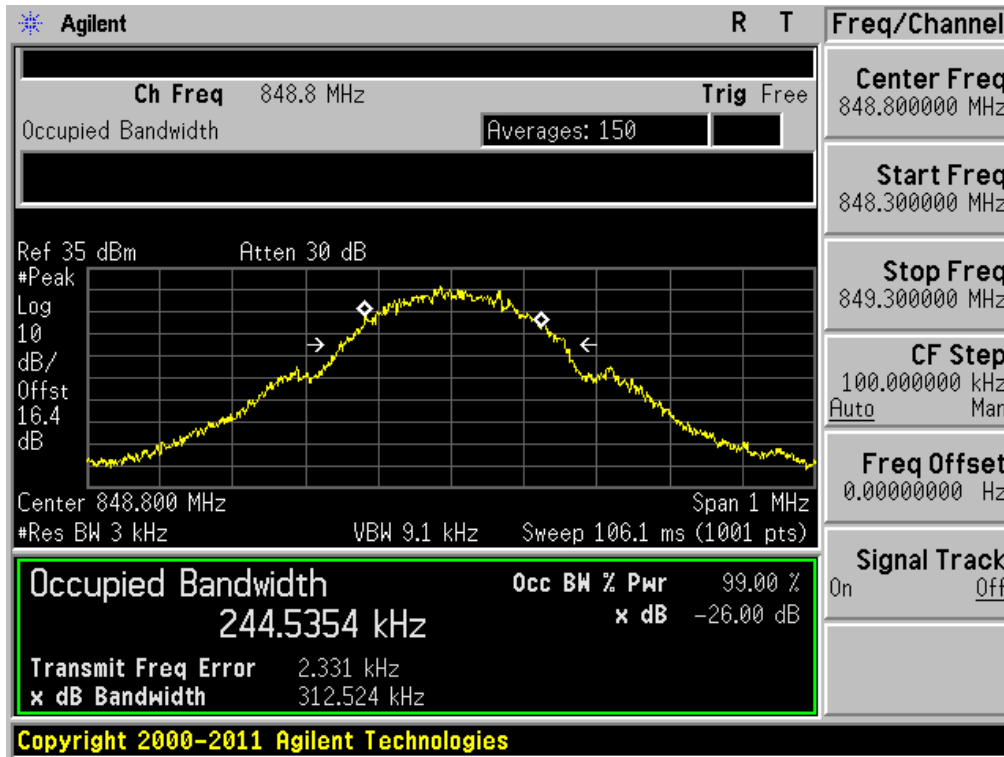 Agilent R T
Freq/Channel
Ch Freq 848.8 MHz Trig Free
Occupied Bandwidth Averages: 150
Ref 35 dBm Atten 30 dB
#Peak
Log
10
dB/
Offst
16.4
dB
Center 848.800 MHz Span 1 MHz
#Res BW 3 kHz VBW 9.1 kHz Sweep 106.1 ms (1001 pts)
Occupied Bandwidth Occ BW % Pwr 99.00 %
244.5354 kHz x dB -26.00 dB
Transmit Freq Error 2.331 kHz
x dB Bandwidth 312.524 kHz
Copyright 2000-2011 Agilent Technologies
Center Freq
848.800000 MHz
Start Freq
848.300000 MHz
Stop Freq
849.300000 MHz
CF Step
100.000000 kHz
Auto Man
Freq Offset
0.00000000 Hz
Signal Track
On Off